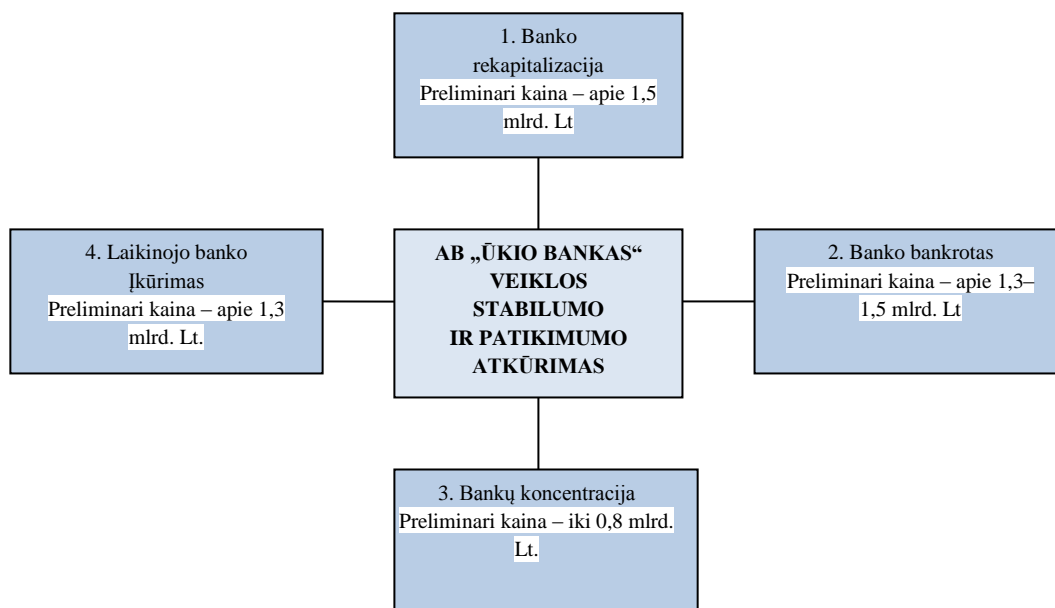 1. Banko
rekapitalizacija
Preliminari kaina – apie 1,5
mlrd. Lt
4. Laikinojo banko
Įkūrimas
Preliminari kaina – apie 1,3
mlrd. Lt.
AB „ŪKIO BANKAS“
VEIKLOS
STABILUMO
IR PATIKIMUMO
ATKŪRIMAS
2. Banko bankrotas
Preliminari kaina – apie 1,3–
1,5 mlrd. Lt
3. Bankų koncentracija
Preliminari kaina – iki 0,8 mlrd.
Lt.